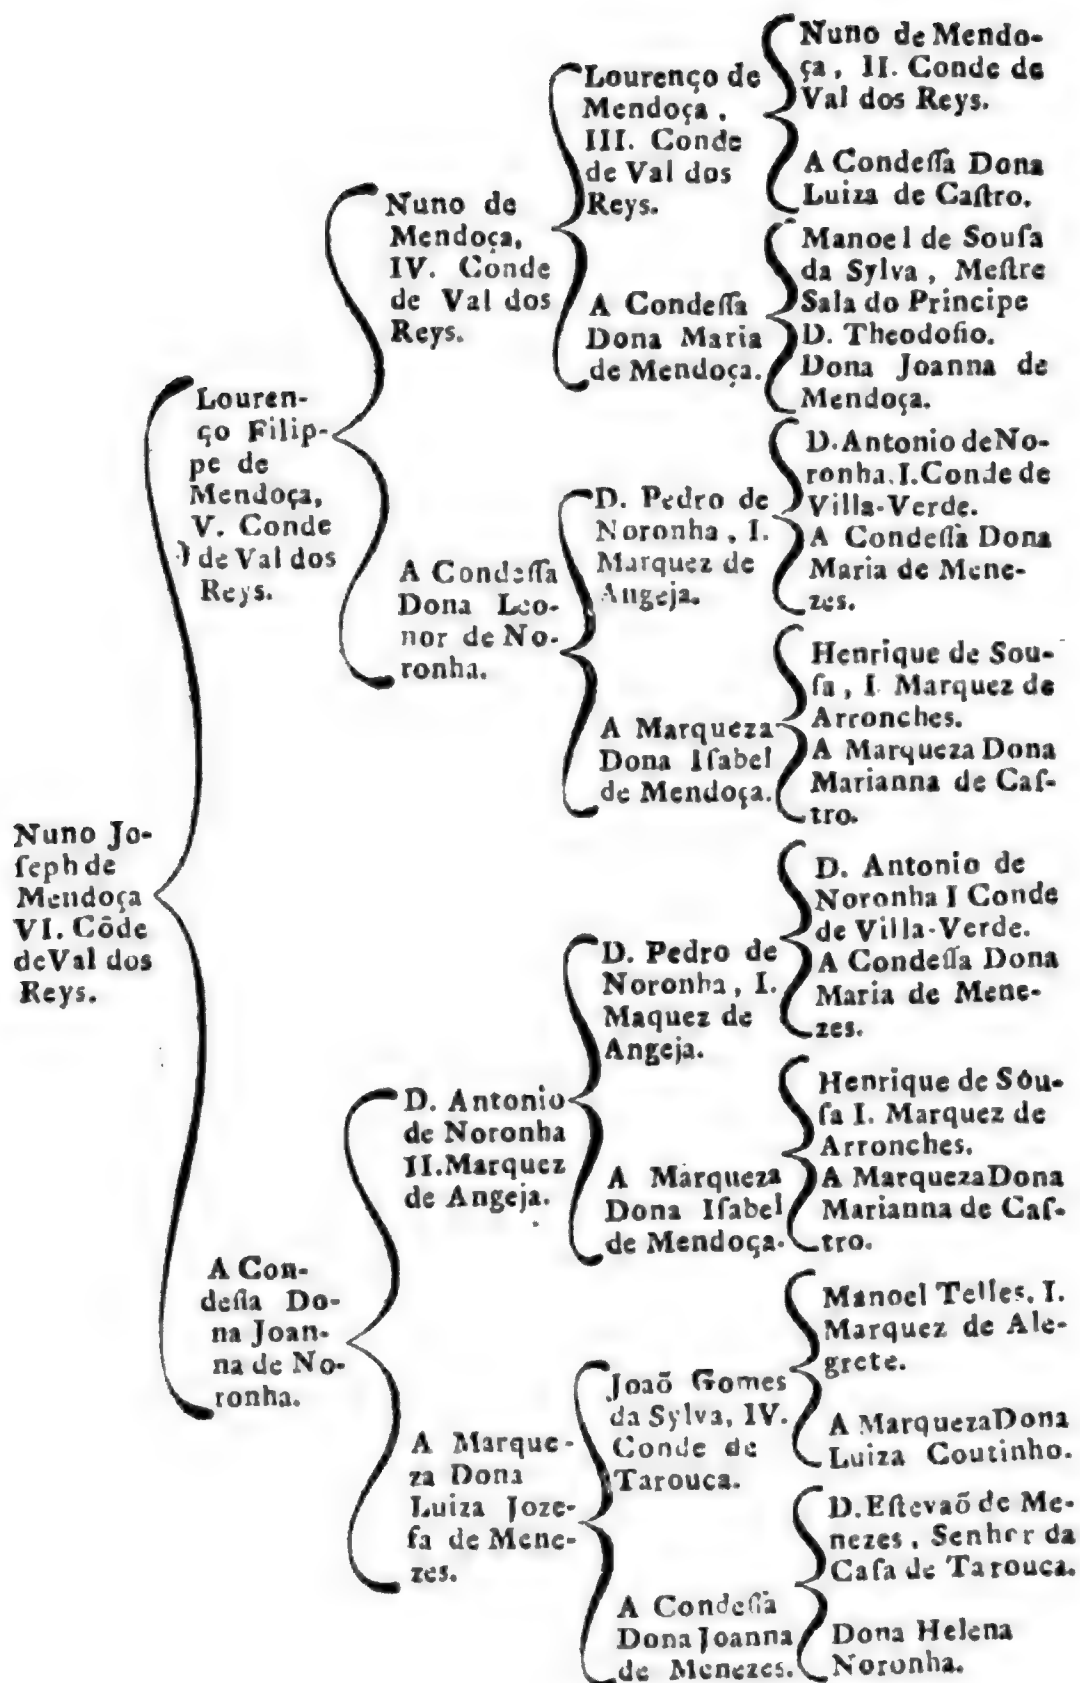 Nuno Jo-
ſeph de
Mendoça
VI. Cõde
de Val dos
Reys.
Louren-
ço Filip-
pe de
Mendoça,
V. Conde
de Val dos
Reys.
A Con-
deſſa Do-
na Joan-
na de No-
ronha.
Nuno de
Mendoça,
IV. Conde
de Val dos
Reys.
A Condeſſa
Dona Leo-
nor de No-
ronha.
D. Antonio
de Noronha
II. Marquez
de Angeja.
A Marque-
za Dona
Luiza Joze-
fa de Mene-
zes.
Lourenço de
Mendoça,
III. Conde
de Val dos
Reys.
A Condeſſa
Dona Maria
de Mendoça.
D. Pedro de
Noronha, I.
Marquez de
Angeja.
A Marqueza
Dona Iſabel
de Mendoça.
D. Pedro de
Noronha, I.
Maquez de
Angeja.
A Marqueza
Dona Iſabel
de Mendoça.
Joaõ Gomes
da Sylva, IV.
Conde de
Tarouca.
A Condeſſa
Dona Joanna
de Menezes.
Nuno de Mendo-
ça, II. Conde de
Val dos Reys.
A Condeſſa Dona
Luiza de Caſtro.
Manoel de Souſa
da Sylva, Meſtre
Sala do Principe
D. Theodoſio.
Dona Joanna de
Mendoça.
D. Antonio de No-
ronha, I. Conde de
Villa-Verde.
A Condeſſa Dona
Maria de Mene-
zes.
Henrique de Sou-
ſa, I. Marquez de
Arronches.
A Marqueza Dona
Marianna de Caſ-
tro.
D. Antonio de
Noronha I Conde
de Villa-Verde.
A Condeſſa Dona
Maria de Mene-
zes.
Henrique de Sou-
ſa I. Marquez de
Arronches.
A Marqueza Dona
Marianna de Caſ-
tro.
Manoel Telles, I.
Marquez de Ale-
grete.
A Marqueza Dona
Luiza Coutinho.
D. Eſtevaõ de Me-
nezes, Senhor da
Caſa de Tarouca.
Dona Helena
Noronha.